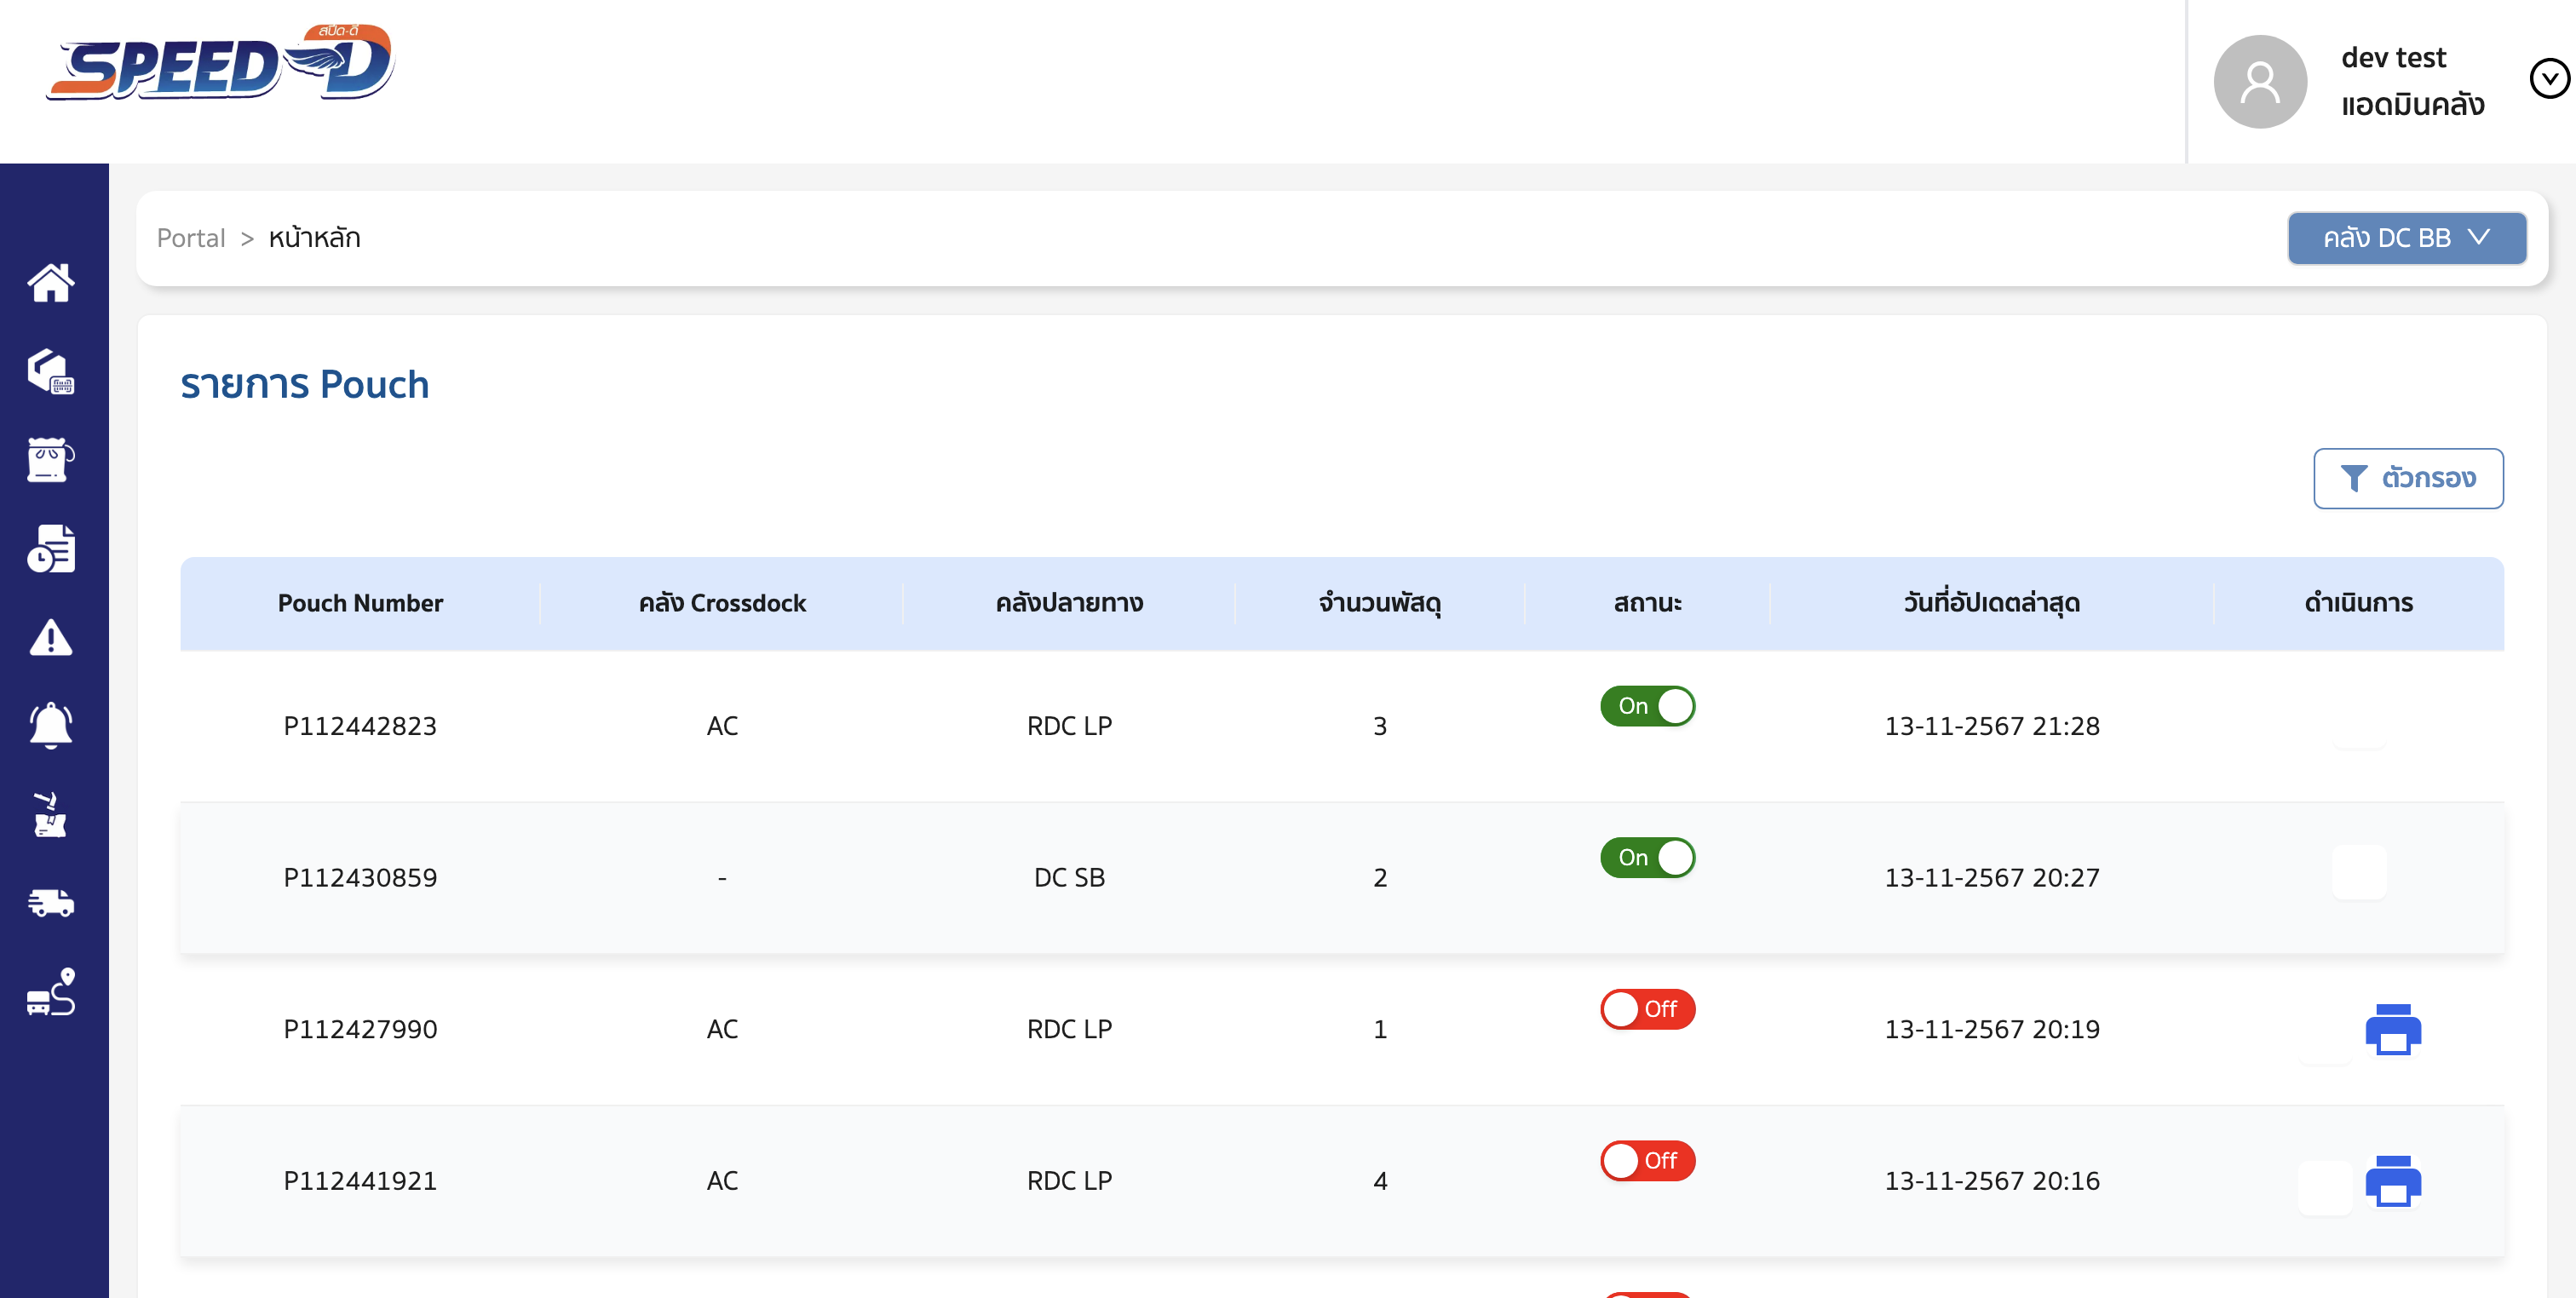 สปีด-ดี
SPEED-D
dev test
แอดมินคลัง
Portal > หน้าหลัก
คลัง DC BB
รายการ Pouch
ตัวกรอง
Pouch Number คลัง Crossdock คลังปลายทาง จำนวนพัสดุ สถานะ วันที่อัปเดตล่าสุด ดำเนินการ
P112442823 AC RDC LP 3 On 13-11-2567 21:28
P112430859 - DC SB 2 On 13-11-2567 20:27
P112427990 AC RDC LP 1 Off 13-11-2567 20:19
P112441921 AC RDC LP 4 Off 13-11-2567 20:16